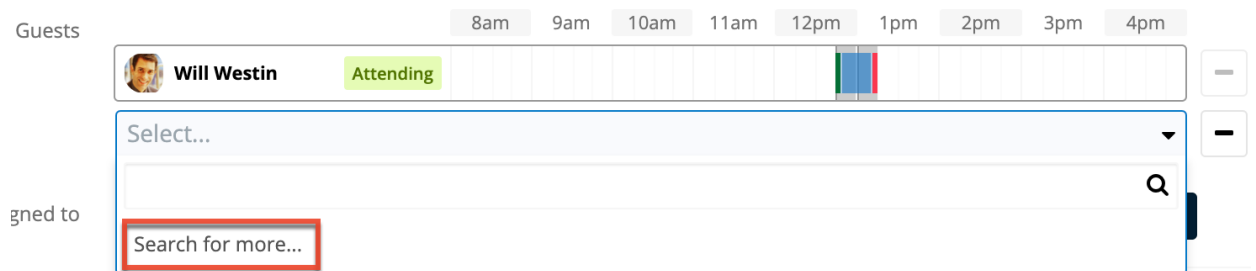 Guests
8am 9am 10am 11am 12pm 1pm 2pm 3pm 4pm
Will Westin Attending
Select...
gned to
Search for more...